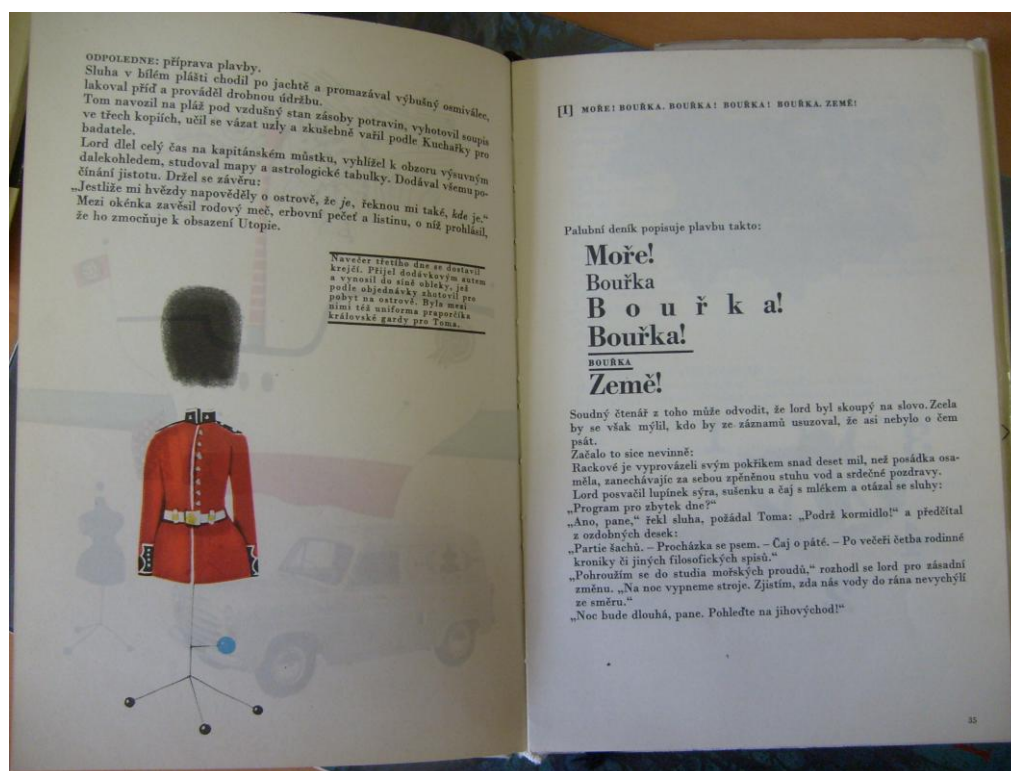 ODPOLEDNE: příprava plavby.
Sluha v bílém plášti chodil po jachtě a promazával výbušný osmiválec,
lakoval příď a prováděl drobnou údržbu.
Tom navozil na pláž pod vzdušný stan zásoby potravin, vyhotovil soupis
ve třech kopiích, učil se vázat uzly a zkušebně vařil podle Kuchařky pro
badatele.
Lord dlel celý čas na kapitánském můstku, vyhlížel k obzoru výsuvným
dalekohledem, studoval mapy a astrologické tabulky. Dodával všemu po-
čínání jistotu. Držel se závěru:
„Jestliže mi hvězdy napověděly o ostrově, že je, řeknou mi také, kde je."
Mezi okénka zavěsil rodový meč, erbovní pečeť a listinu, o níž prohlásil,
že ho zmocňuje k obsazení Utopie.
Navečer třetího dne se dostavil
krejčí. Přijel dodávkovým autem
a vynosil do síně obleky, jež
podle objednávky zhotovil pro
pobyt na ostrově. Byla mezi
nimi též uniforma praporčíka
královské gardy pro Toma.
[I] MOŘE! BOUŘKA. BOUŘKA! BOUŘKA! BOUŘKA. ZEMĚ!
Palubní deník popisuje plavbu takto:
Moře!
Bouřka
Bouřka!
Bouřka!
BOUŘKA
Země!
Soudný čtenář z toho může odvodit, že lord byl skoupý na slovo. Zcela
by se však mýlil, kdo by ze záznamů usuzoval, že asi nebylo o čem
psát.
Začalo to sice nevinně:
Rackové je vyprovázeli svým pokřikem snad deset mil, než posádka osa-
měla, zanechávajíc za sebou zpěněnou stuhu vod a srdečné pozdravy.
Lord posvačil lupínek sýra, sušenku a čaj s mlékem a otázal se sluhy:
„Program pro zbytek dne?"
„Ano, pane," řekl sluha, požádal Toma: „Podrž kormidlo!" a předčítal
z ozdobných desek:
„Partie šachů. – Procházka se psem. – Čaj o páté. – Po večeři četba rodinné
kroniky či jiných filosofických spisů."
„Pohroužím se do studia mořských proudů," rozhodl se lord pro zásadní
změnu. „Na noc vypneme stroje. Zjistím, zda nás vody do rána nevychýlí
ze směru."
„Noc bude dlouhá, pane. Pohleďte na jihovýchod!"
35